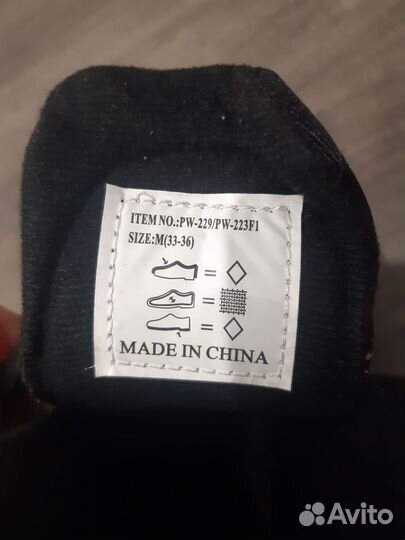 ITEM NO.:PW-229/PW-223F1
SIZE:M(33-36)
=
=
=
MADE IN CHINA
Avito